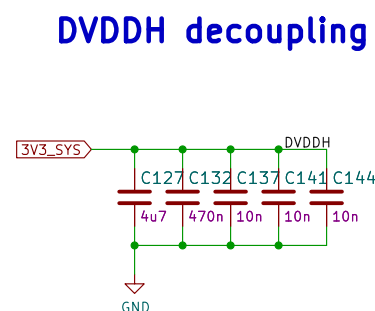 DVDDH decoupling
3V3_SYS DVDDH
C127 C132 C137 C141 C144
4u7 470n 10n 10n 10n
GND